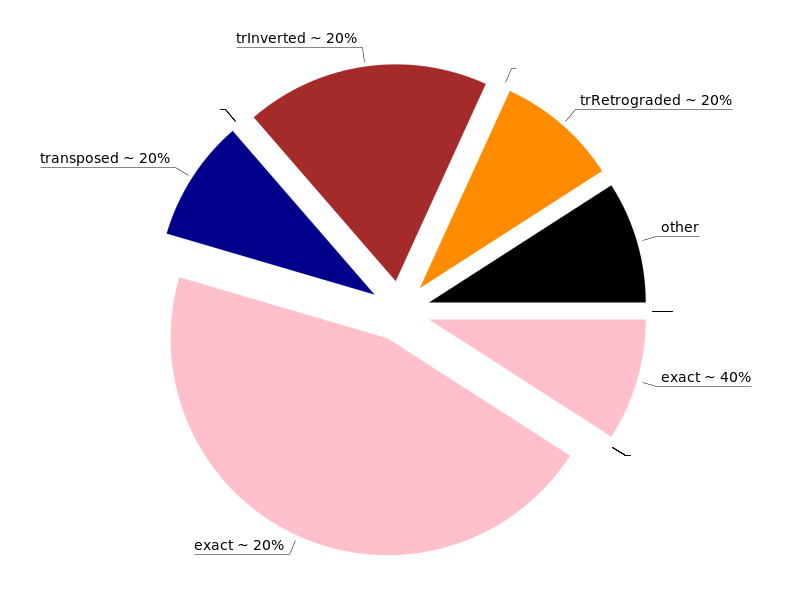 trInverted ~ 20%
trRetrograded ~ 20%
transposed ~ 20%
other
exact ~ 40%
exact ~ 20%